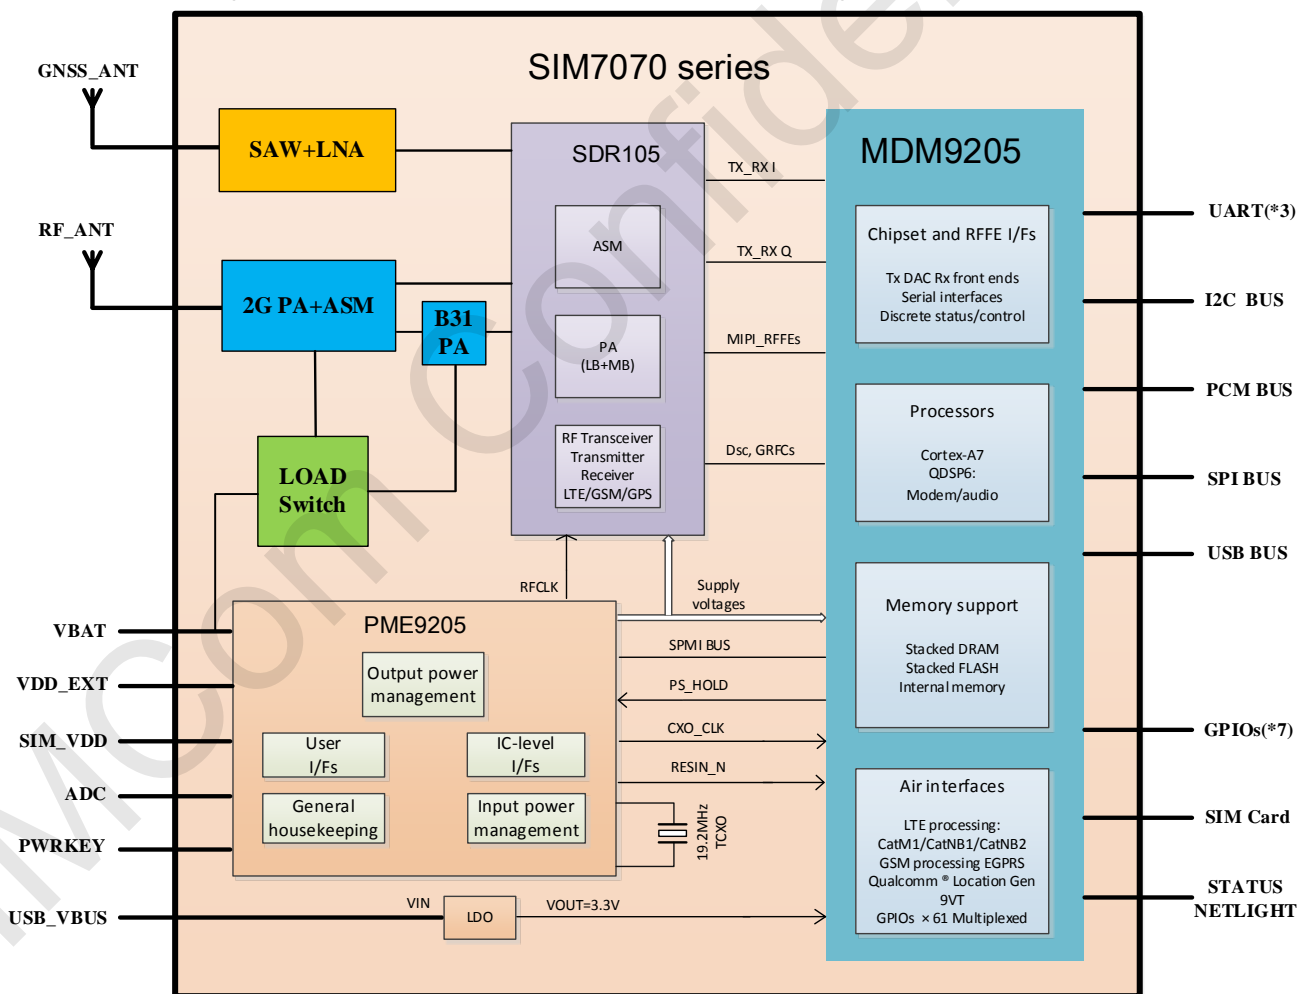 SIM7070 series
GNSS_ANT
SAW+LNA
RF_ANT
2G PA+ASM
B31
PA
LOAD
Switch
SDR105
ASM
PA
(LB+MB)
RF Transceiver
Transmitter
Receiver
LTE/GSM/GPS
TX_RX I
TX_RX Q
MIPI_RFFEs
Dsc, GRFCs
MDM9205
Chipset and RFFE I/Fs
Tx DAC Rx front ends
Serial interfaces
Discrete status/control
Processors
Cortex-A7
QDSP6:
Modem/audio
Memory support
Stacked DRAM
Stacked FLASH
Internal memory
Air interfaces
LTE processing:
CatM1/CatNB1/CatNB2
GSM processing EGPRS
Qualcomm ® Location Gen
9VT
GPIOs × 61 Multiplexed
UART(*3)
I2C BUS
PCM BUS
SPI BUS
USB BUS
GPIOs(*7)
SIM Card
STATUS
NETLIGHT
RFCLK
Supply
voltages
SPMI BUS
PS_HOLD
CXO_CLK
RESIN_N
19.2MHz
TCXO
PME9205
Output power
management
User
I/Fs
IC-level
I/Fs
General
housekeeping
Input power
management
VBAT
VDD_EXT
SIM_VDD
ADC
PWRKEY
USB_VBUS
VIN
LDO
VOUT=3.3V
MCom Confide